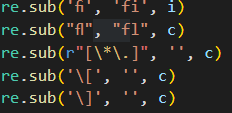 re.sub('ﬁ', 'fi', i)
re.sub("ﬂ", "fl", c)
re.sub(r"[\*\.]", '', c)
re.sub('\[', '', c)
re.sub('\]', '', c)